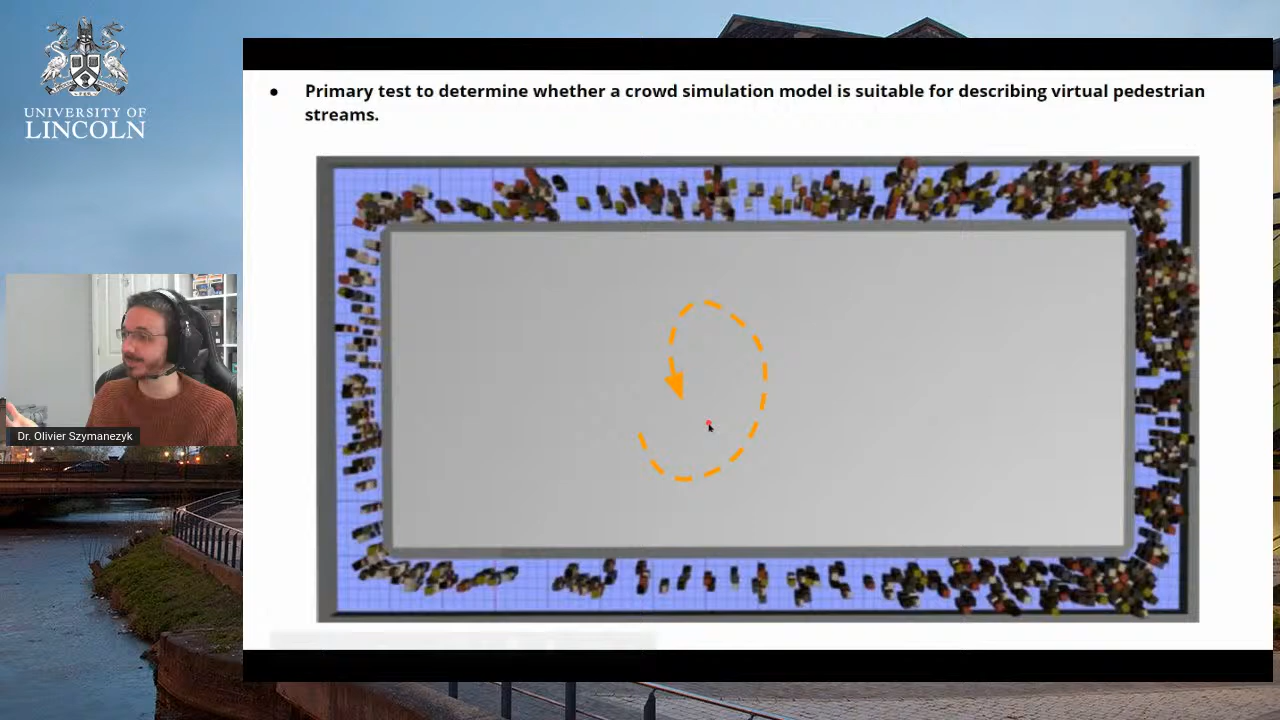 UNIVERSITY OF
LINCOLN
• Primary test to determine whether a crowd simulation model is suitable for describing virtual pedestrian
streams.
Dr. Olivier Szymanezyk